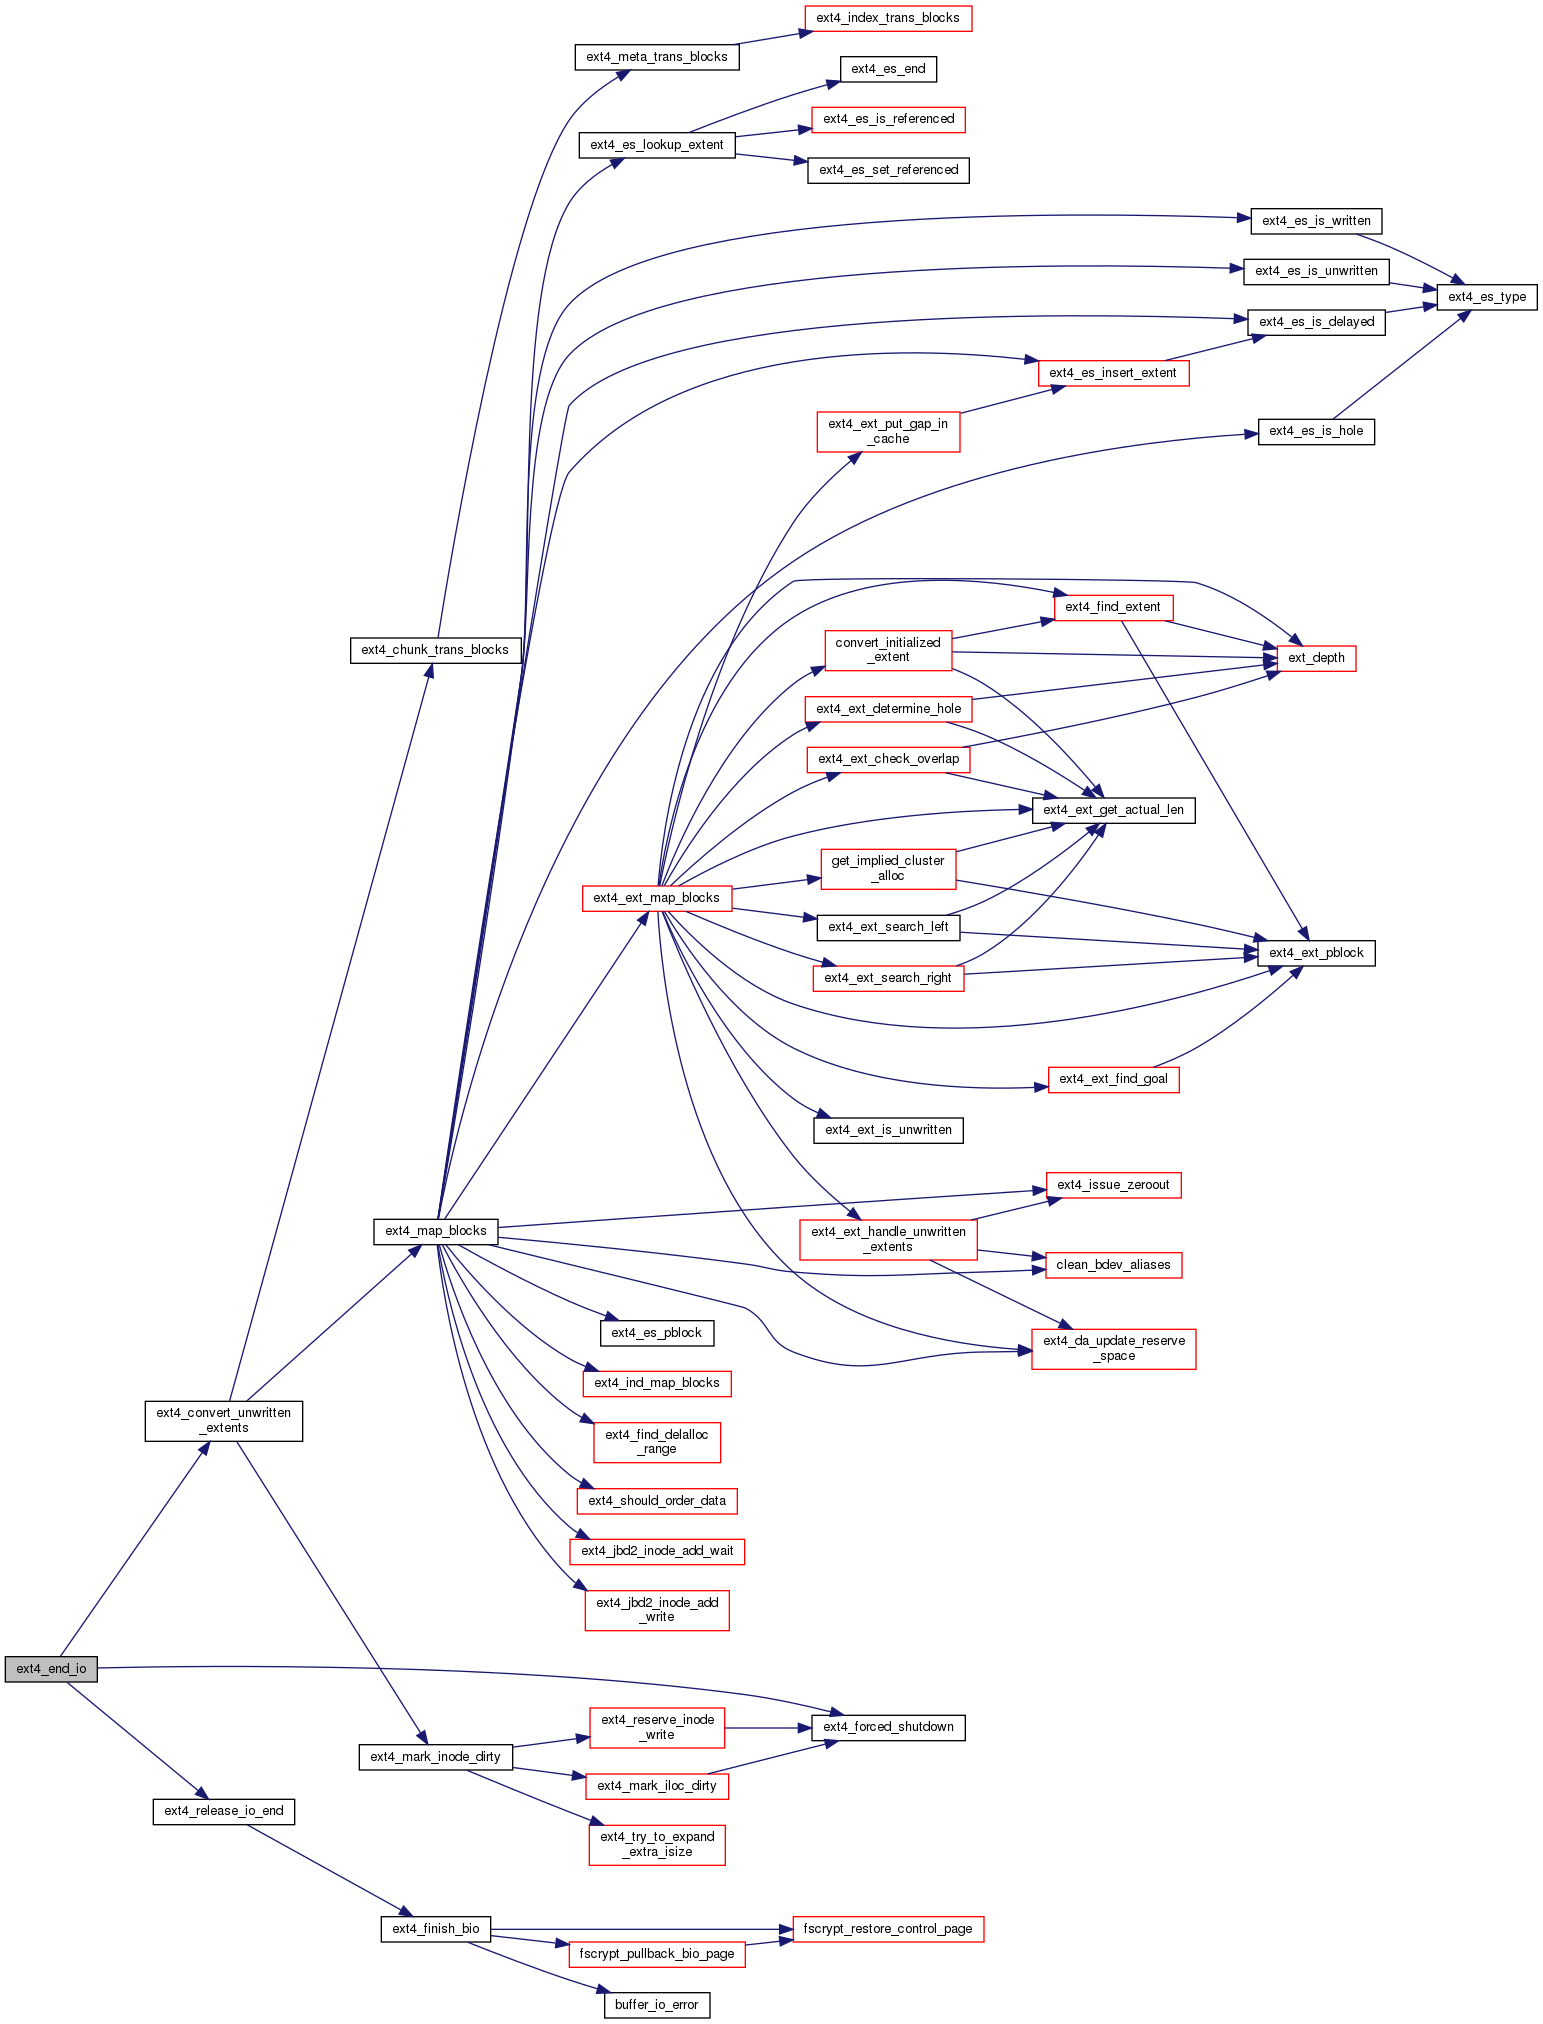 ext4_index_trans_blocks
ext4_meta_trans_blocks
ext4_es_end
ext4_es_is_referenced
ext4_es_lookup_extent
ext4_es_set_referenced
ext4_es_is_written
ext4_es_is_unwritten
ext4_es_type
ext4_es_is_delayed
ext4_es_insert_extent
ext4_ext_put_gap_in
_cache
ext4_es_is_hole
ext4_find_extent
convert_initialized
_extent
ext4_chunk_trans_blocks
ext_depth
ext4_ext_determine_hole
ext4_ext_check_overlap
ext4_ext_get_actual_len
get_implied_cluster
_alloc
ext4_ext_map_blocks
ext4_ext_search_left
ext4_ext_pblock
ext4_ext_search_right
ext4_ext_find_goal
ext4_ext_is_unwritten
ext4_issue_zeroout
ext4_map_blocks
ext4_ext_handle_unwritten
_extents
clean_bdev_aliases
ext4_es_pblock
ext4_da_update_reserve
_space
ext4_ind_map_blocks
ext4_convert_unwritten
_extents
ext4_find_delalloc
_range
ext4_should_order_data
ext4_jbd2_inode_add_wait
ext4_jbd2_inode_add
_write
ext4_end_io
ext4_reserve_inode
_write
ext4_forced_shutdown
ext4_mark_inode_dirty
ext4_mark_iloc_dirty
ext4_release_io_end
ext4_try_to_expand
_extra_isize
ext4_finish_bio
fscrypt_restore_control_page
fscrypt_pullback_bio_page
buffer_io_error